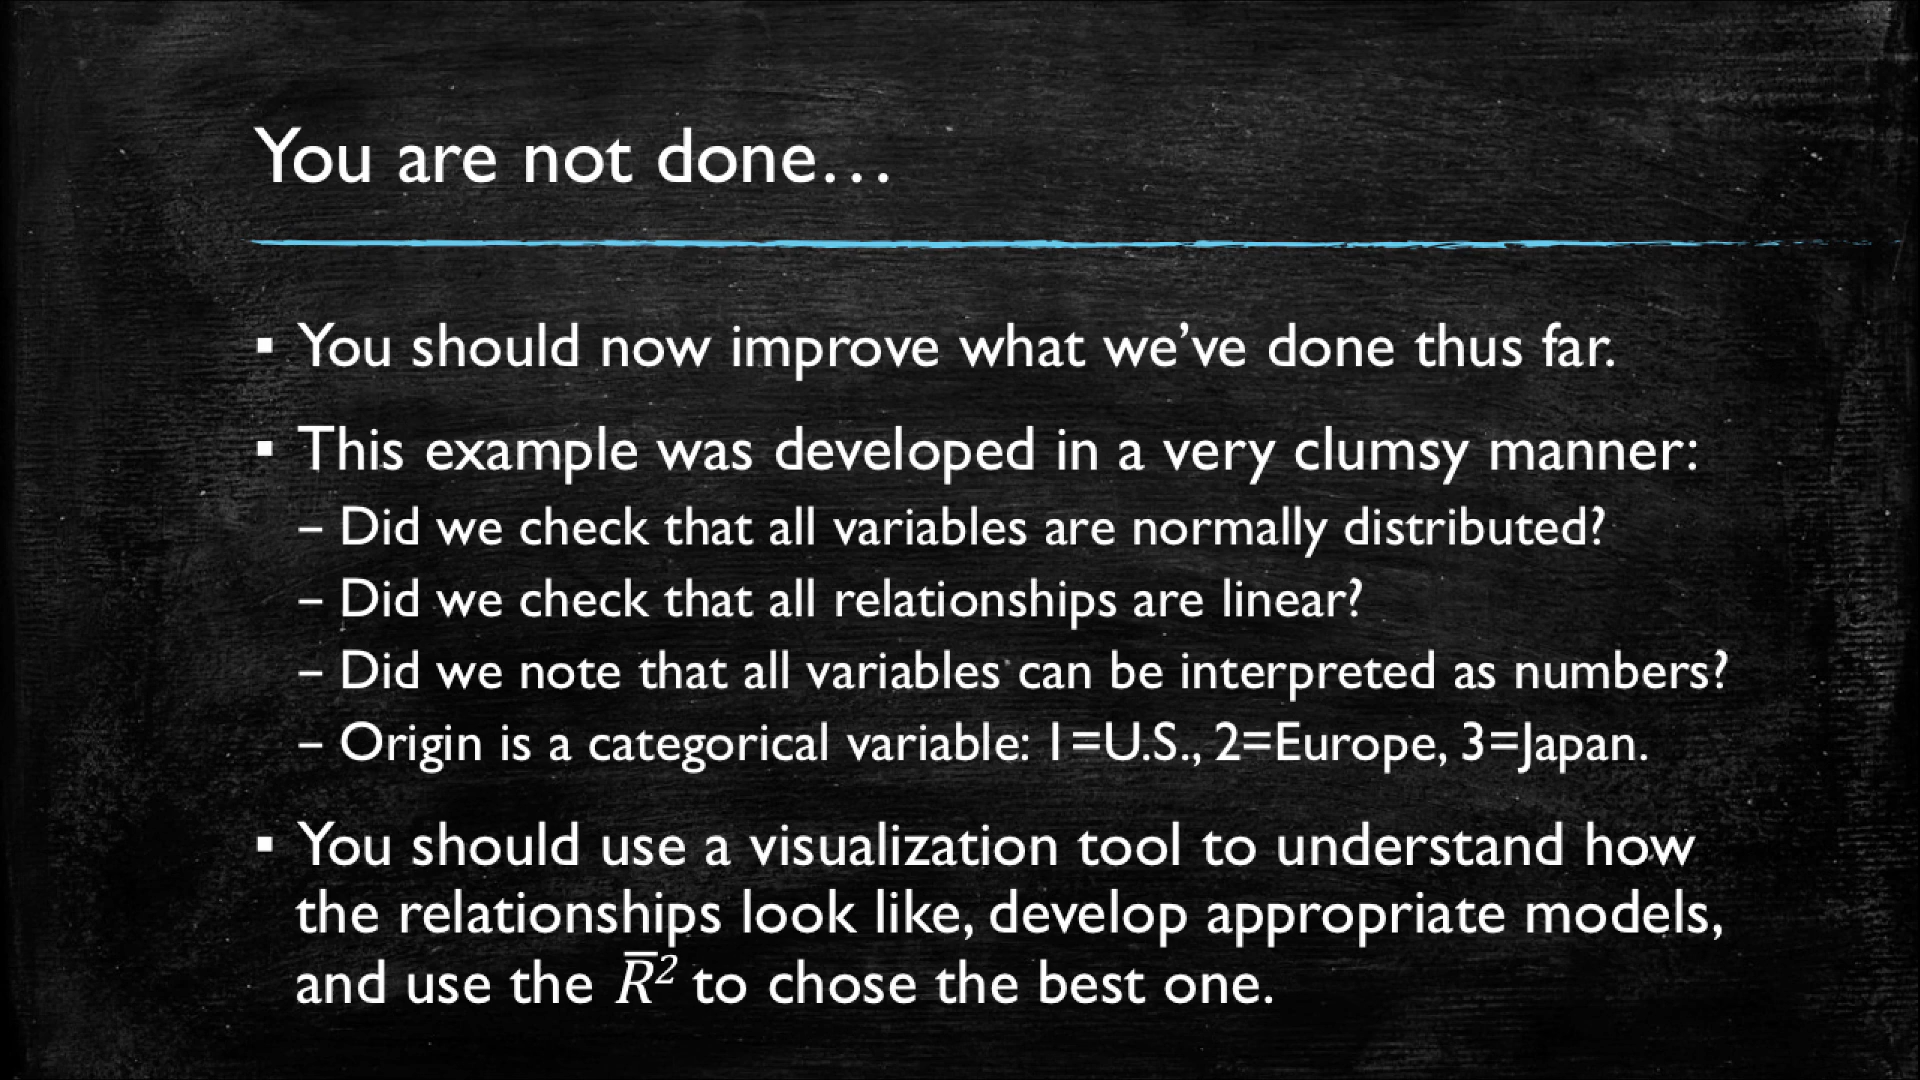 You are not done…
▪ You should now improve what we’ve done thus far.
▪ This example was developed in a very clumsy manner:
– Did we check that all variables are normally distributed?
– Did we check that all relationships are linear?
– Did we note that all variables can be interpreted as numbers?
– Origin is a categorical variable: 1=U.S., 2=Europe, 3=Japan.
▪ You should use a visualization tool to understand how
the relationships look like, develop appropriate models,
and use the R̅² to chose the best one.